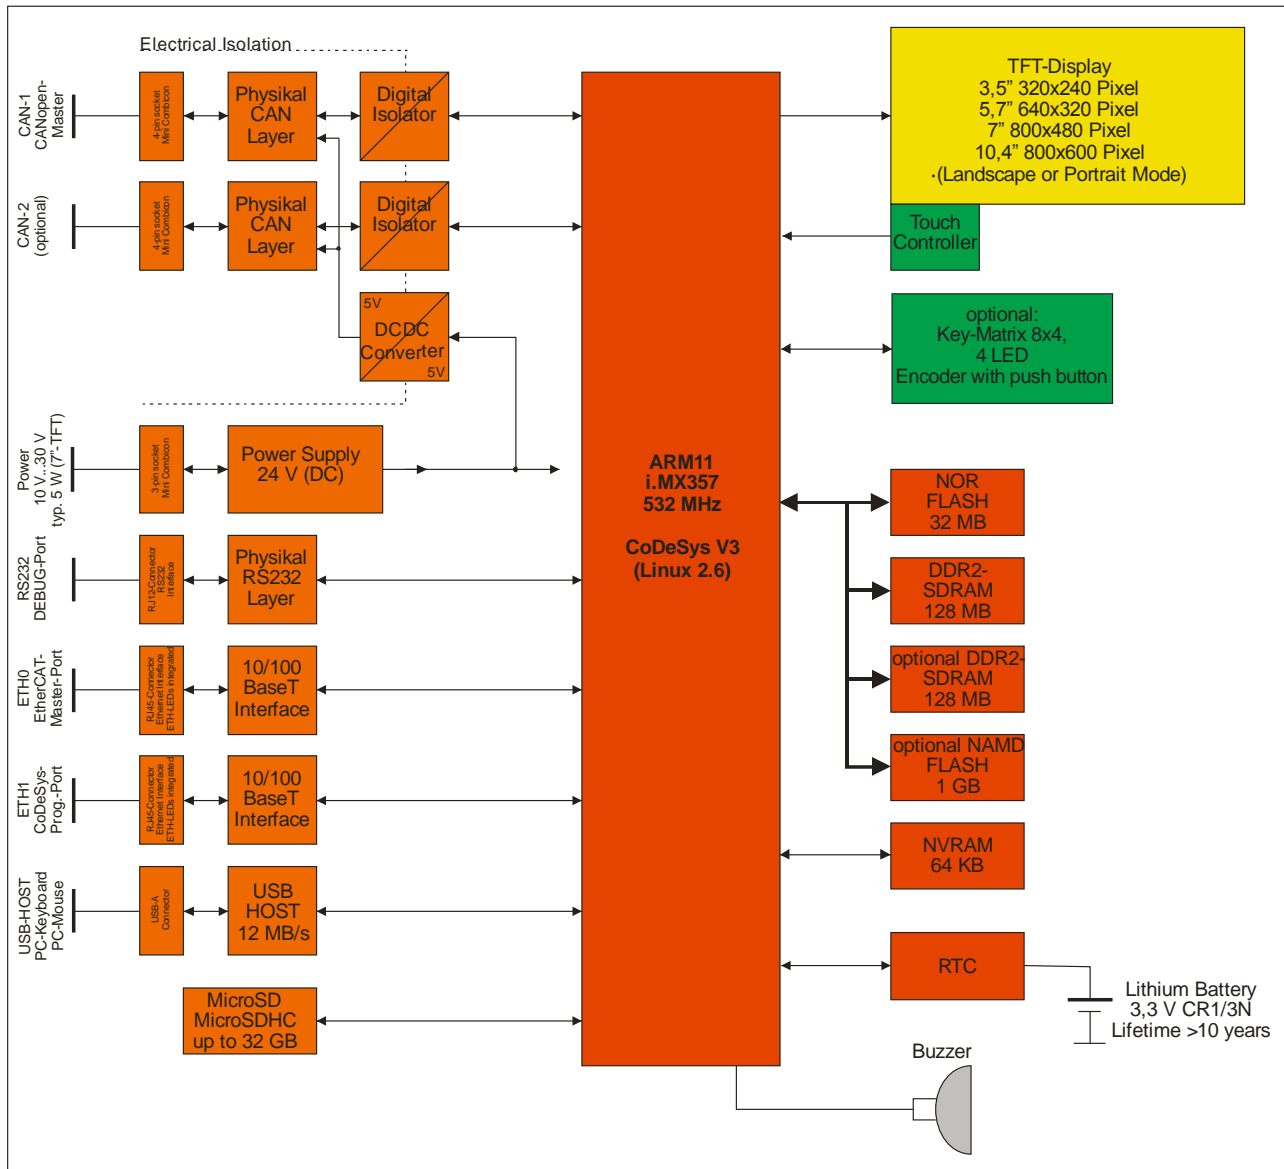 Electrical Isolation
CAN-1
CANopen-
Master
4-pin socket
Mini Combicon
Physikal
CAN
Layer
Digital
Isolator
CAN-2
(optional)
4-pin socket
Mini Combicon
Physikal
CAN
Layer
Digital
Isolator
5V
DCDC
Converter
5V
Power
10 V...30 V
typ. 5 W (7"-TFT)
3-pin socket
Mini Combicon
Power Supply
24 V (DC)
RS232
DEBUG-Port
RJ12-Connector
RS232
Interface
Physikal
RS232
Layer
ETH0
EtherCAT-
Master-Port
RJ45-Connector
Ethernet Interface
ETH-LEDs integrated
10/100
BaseT
Interface
ETH1
CoDeSys-
Prog.-Port
RJ45-Connector
Ethernet Interface
ETH-LEDs integrated
10/100
BaseT
Interface
USB-HOST
PC-Keyboard
PC-Mouse
USB-A
Connector
USB
HOST
12 MB/s
MicroSD
MicroSDHC
up to 32 GB
ARM11
i.MX357
532 MHz
CoDeSys V3
(Linux 2.6)
TFT-Display
3,5” 320x240 Pixel
5,7” 640x320 Pixel
7” 800x480 Pixel
10,4” 800x600 Pixel
·(Landscape or Portrait Mode)
Touch
Controller
optional:
Key-Matrix 8x4,
4 LED
Encoder with push button
NOR
FLASH
32 MB
DDR2-
SDRAM
128 MB
optional DDR2-
SDRAM
128 MB
optional NAMD
FLASH
1 GB
NVRAM
64 KB
RTC
Lithium Battery
3,3 V CR1/3N
Lifetime >10 years
Buzzer